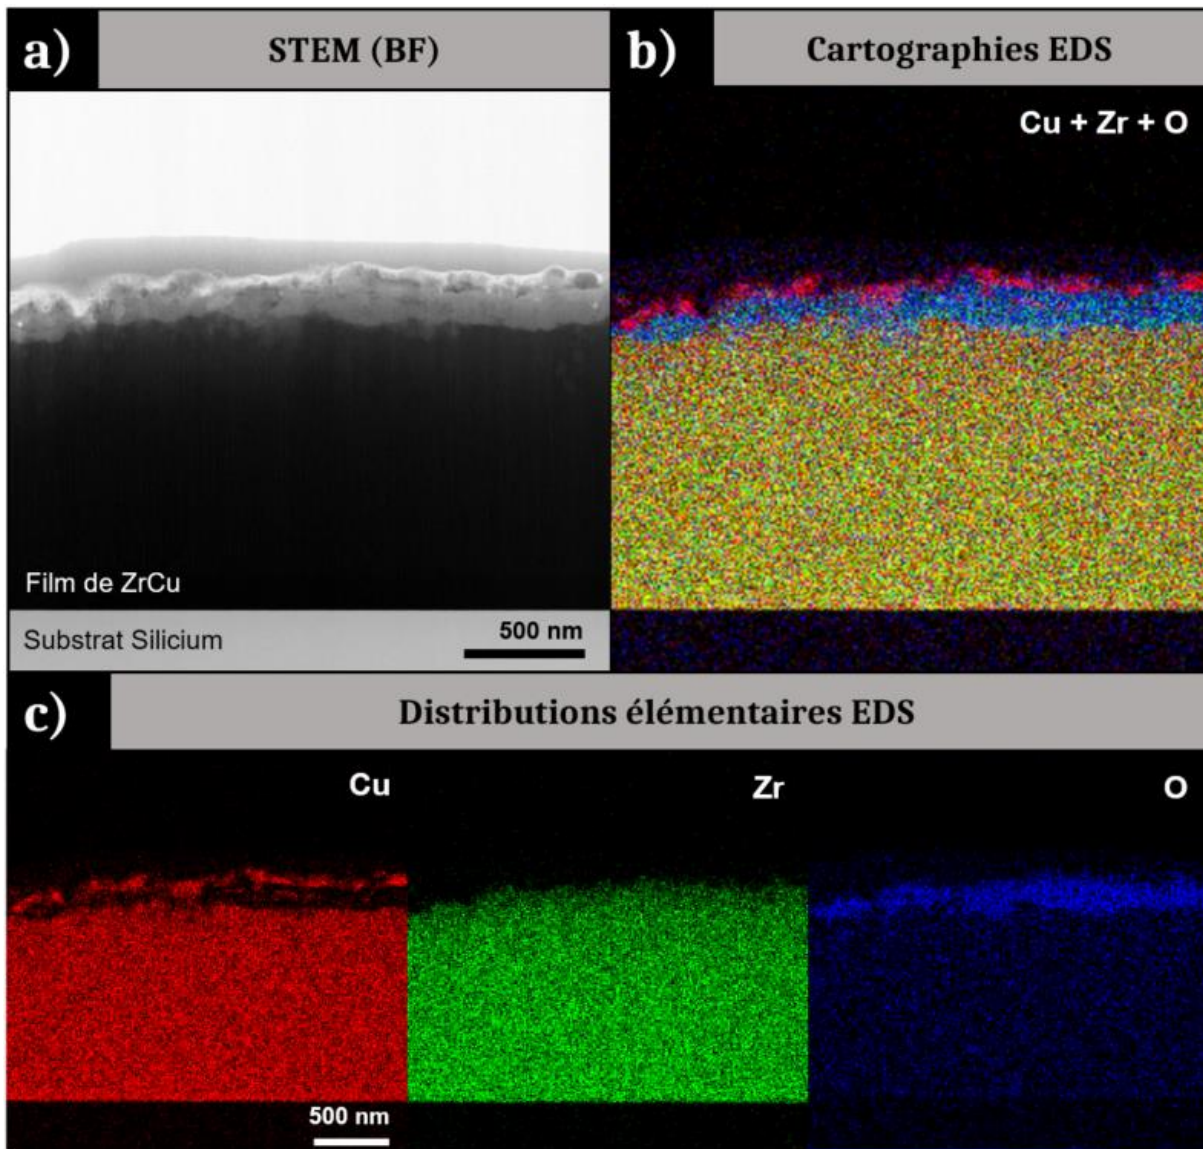 a)
STEM (BF)
b)
Cartographies EDS
Cu + Zr + O
Film de ZrCu
Substrat Silicium
500 nm
c)
Distributions élémentaires EDS
Cu
Zr
O
500 nm